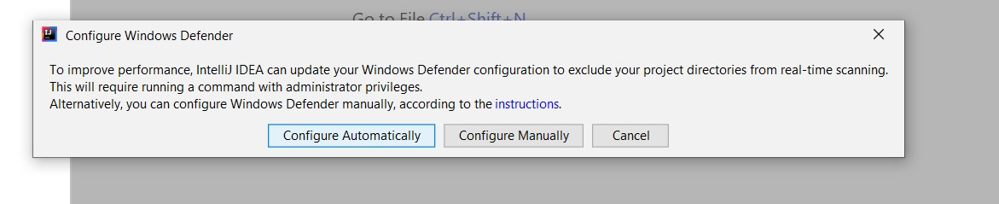 Go to File Ctrl+Shift+N
Configure Windows Defender
To improve performance, IntelliJ IDEA can update your Windows Defender configuration to exclude your project directories from real-time scanning.
This will require running a command with administrator privileges.
Alternatively, you can configure Windows Defender manually, according to the instructions.
Configure Automatically Configure Manually Cancel